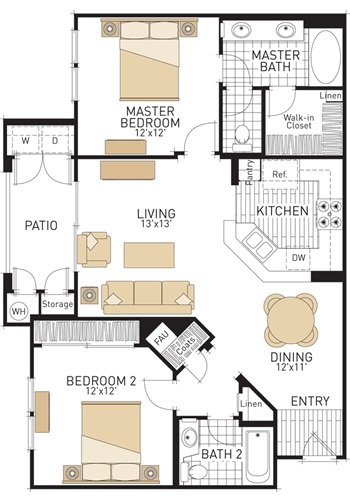 MASTER
BATH
MASTER
BEDROOM
12'x12'
Linen
Walk-in
Closet
W
D
Pantry
Ref.
PATIO
LIVING
13'x13'
KITCHEN
DW
WH
Storage
FAU
Coats
DINING
12'x11'
BEDROOM 2
12'x12'
Linen
ENTRY
BATH 2